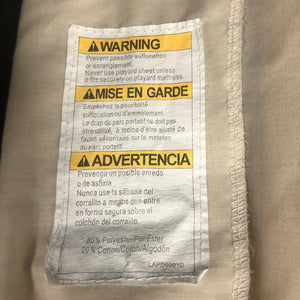 ⚠WARNING
Prevent possible suffocation
or entanglement.
Never use playard sheet unless
it fits securely on playard mattress.
⚠MISE EN GARDE
Empêchez la possibilité
suffocation ou d'emmêlement.
Le drap du parc portatif ne doit pas
être utilisé, à moins d'être ajusté de
façon sécuritaire sur le matelas
du parc portatif.
⚠ADVERTENCIA
Prevenga un posible enredo
o de asfixia
Nunca use la sábana del
corralito a menos que entre
en forma segura sobre el
colchón del corralito.
80% Polyester/Poliéster
20% Cotton/Coton/Algodón
LAPD0001D